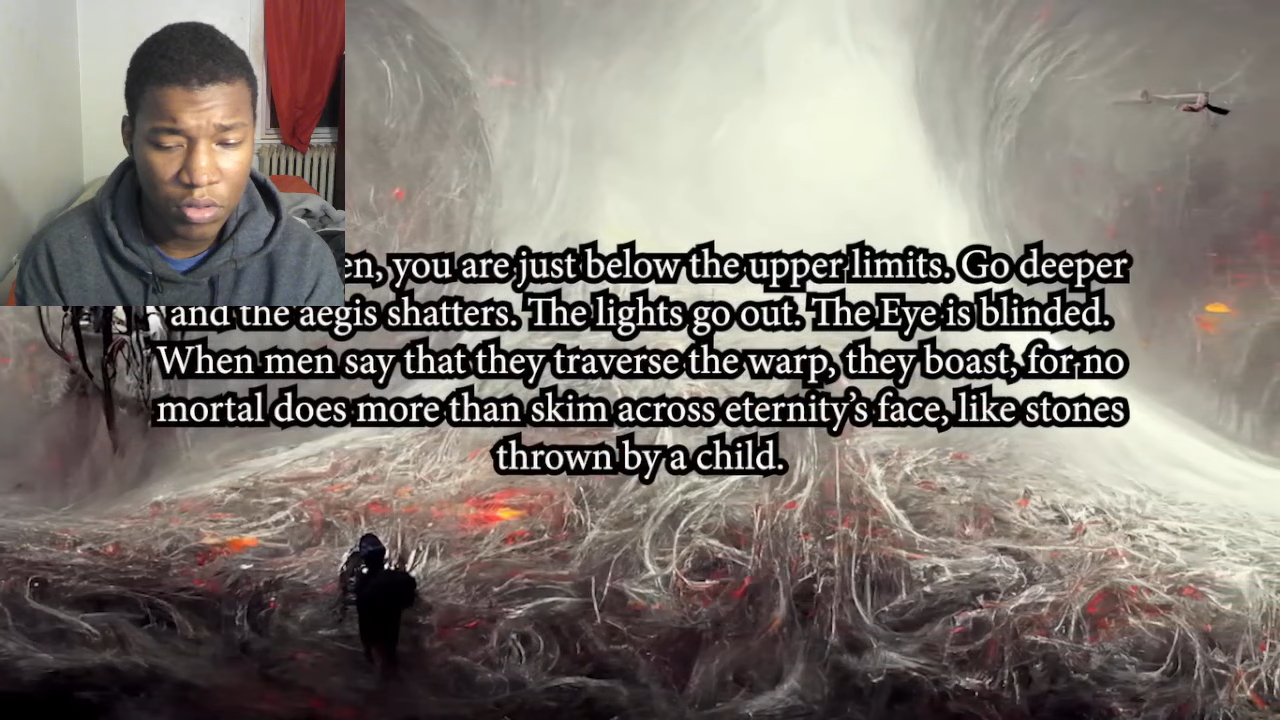 you are just below the upper limits. Go deeper
and the aegis shatters. The lights go out. The Eye is blinded.
When men say that they traverse the warp, they boast, for no
mortal does more than skim across eternity’s face, like stones
thrown by a child.